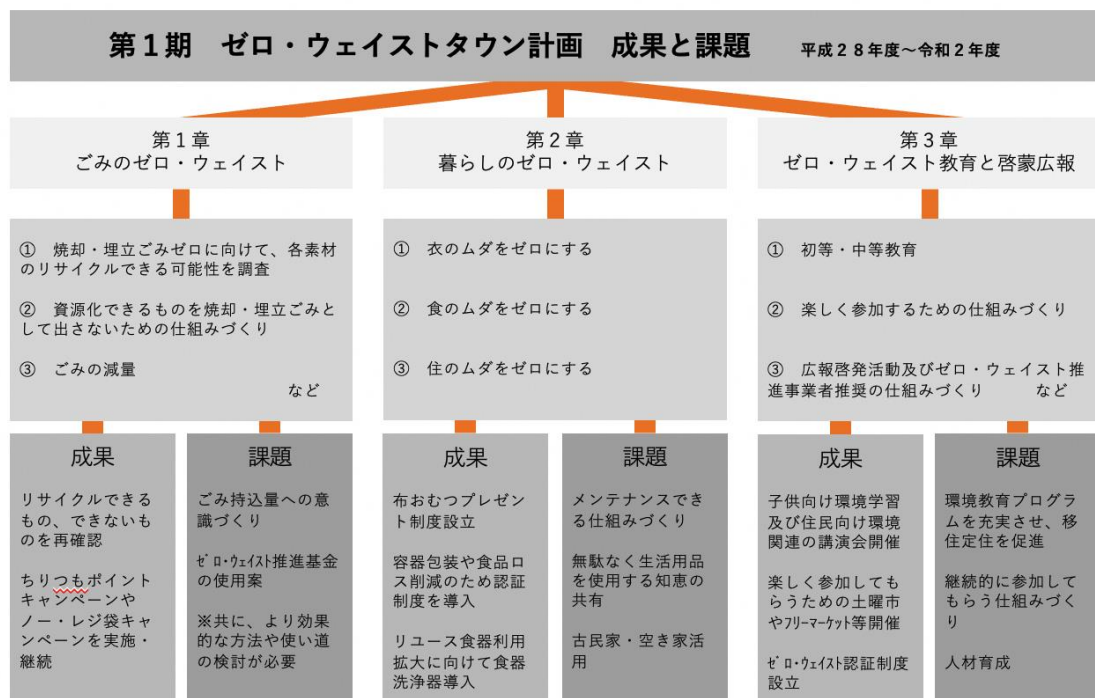 第１期　ゼロ・ウェイストタウン計画　成果と課題　平成２８年度～令和２年度
第１章
ごみのゼロ・ウェイスト
①　焼却・埋立ごみゼロに向けて、各素材
のリサイクルできる可能性を調査
②　資源化できるものを焼却・埋立ごみと
して出さないための仕組みづくり
③　ごみの減量
など
成果
リサイクルできる
もの、できないも
のを再確認
ちりつもポイント
キャンペーンや
ノー・レジ袋キャ
ンペーンを実施・
継続
課題
ごみ持込量への意
識づくり
ｾﾞﾛ・ｳｪｲｽﾄ推進基金
の使用案
※共に、より効果
的な方法や使い道
の検討が必要
第２章
暮らしのゼロ・ウェイスト
①　衣のムダをゼロにする
②　食のムダをゼロにする
③　住のムダをゼロにする
成果
布おむつプレゼン
ト制度設立
容器包装や食品ロ
ス削減のため認証
制度を導入
リユース食器利用
拡大に向けて食器
洗浄器導入
課題
メンテナンスでき
る仕組みづくり
無駄なく生活用品
を使用する知恵の
共有
古民家・空き家活
用
第３章
ゼロ・ウェイスト教育と啓蒙広報
①　初等・中等教育
②　楽しく参加するための仕組みづくり
③　広報啓発活動及びゼロ・ウェイスト推
進事業者推奨の仕組みづくり　　　など
成果
子供向け環境学習
及び住民向け環境
関連の講演会開催
楽しく参加しても
らうための土曜市
やﾌﾘｰﾏｰｹｯﾄ等開催
ｾﾞﾛ・ｳｪｲｽﾄ認証制度
設立
課題
環境教育プログラ
ムを充実させ、移
住定住を促進
継続的に参加して
もらう仕組みづく
り
人材育成